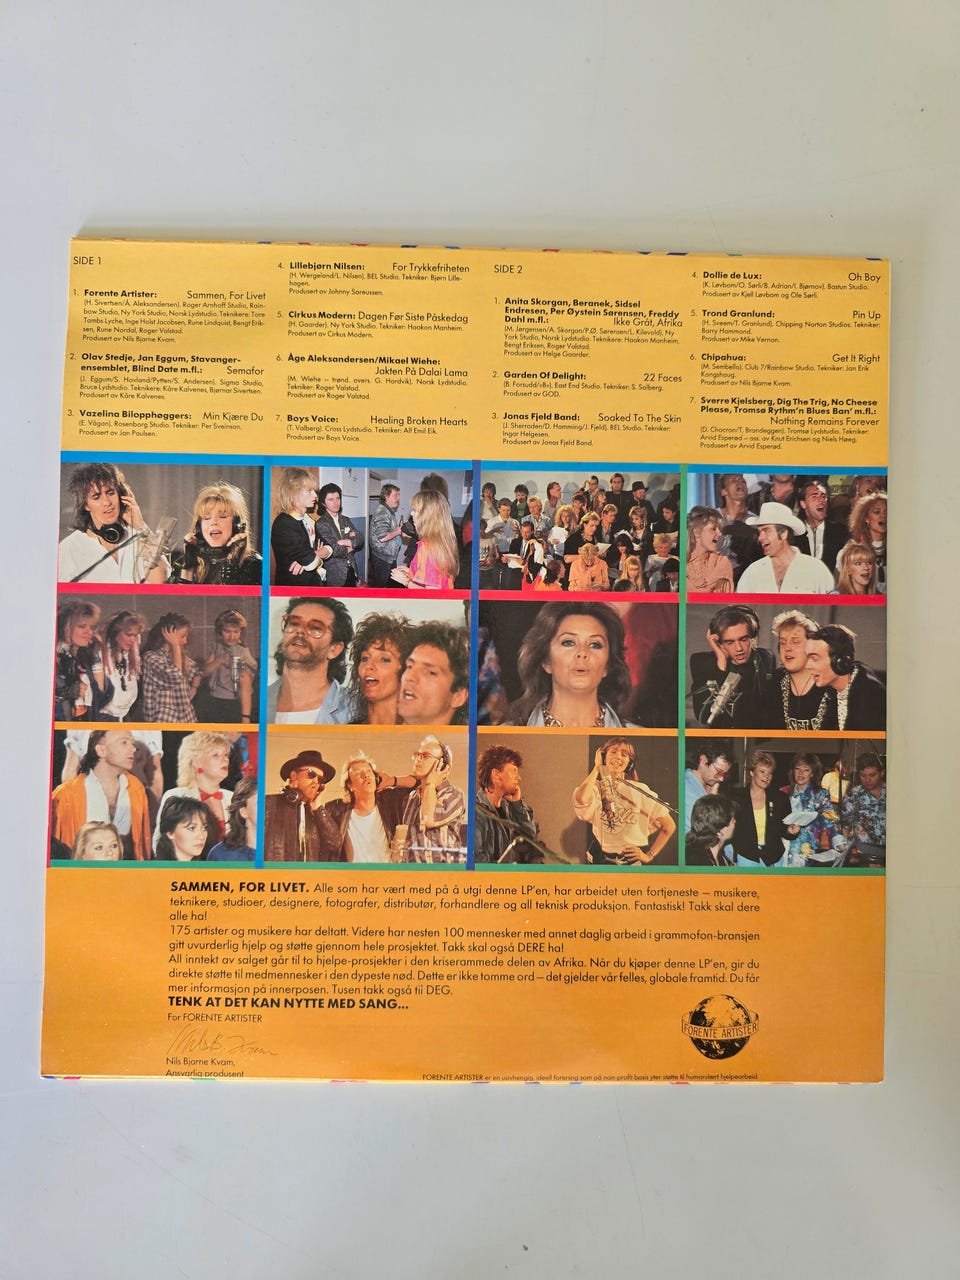 SIDE 1
1. Forente Artister: Sammen, For Livet
(H. Sivertsen/Å. Aleksandersen). Roger Arnhoff Studio, Rain-
bow Studio, Ny York Studio, Norsk Lydstudio. Teknikere: Tore
Tambs Lyche, Inge Holst Jacobsen, Rune Lindquist, Bengt Erik-
sen, Rune Nordal, Roger Valstad.
Produsert av Nils Bjarne Kvam.
2. Olav Stedje, Jan Eggum, Stavanger-
ensemblet, Blind Date m.fl.: Semafor
(J. Eggum/S. Hovland/Pytten/S. Andersen). Sigma Studio,
Bruce Lydstudio. Teknikere: Kåre Kalvenes, Bjørnar Sivertsen.
Produsert av Kåre Kalvenes.
3. Vazelina Bilopphøggers: Min Kjære Du
(E. Vågan). Rosenborg Studio. Tekniker: Per Sveinson.
Produsert av Jan Paulsen.
4. Lillebjørn Nilsen: For Trykkefriheten
(H. Wergeland/L. Nilsen). BEL Studio. Tekniker: Bjørn Lille-
hagen.
Produsert av Johnny Sareussen.
5. Cirkus Modern: Dagen Før Siste Påskedag
(H. Gaarder). Ny York Studio. Tekniker: Haakon Manheim.
Produsert av Cirkus Modern.
6. Åge Aleksandersen/Mikael Wiehe:
Jakten På Dalai Lama
(M. Wiehe – trønd. overs. G. Hordvik). Norsk Lydstudio.
Tekniker: Roger Valstad.
Produsert av Roger Valstad.
7. Boys Voice: Healing Broken Hearts
(T. Valberg). Cross Lydstudio. Tekniker: Alf Emil Eik.
Produsert av Boys Voice.
SIDE 2
1. Anita Skorgan, Beranek, Sidsel
Endresen, Per Øystein Sørensen, Freddy
Dahl m.fl.: Ikke Gråt, Afrika
(M. Jørgensen/A. Skorgan/P.Ø. Sørensen/L. Kilevold). Ny
York Studio, Norsk Lydstudio. Teknikere: Haakon Manheim,
Bengt Eriksen, Roger Valstad.
Produsert av Helge Gaarder.
2. Garden Of Delight: 22 Faces
(B. Forsudd/vBv). East End Studio. Tekniker: S. Solberg.
Produsert av GOD.
3. Jonas Fjeld Band: Soaked To The Skin
(J. Sherraden/D. Hamming/J. Fjeld). BEL Studio. Tekniker:
Ingar Helgesen.
Produsert av Jonas Fjeld Band.
4. Dollie de Lux: Oh Boy
(K. Løvbom/O. Sørli/B. Adrian/I. Bjørnov). Bastun Studio.
Produsert av Kjell Løvbom og Ole Sørli.
5. Trond Granlund: Pin Up
(H. Sveem/T. Granlund). Chipping Norton Studios. Tekniker:
Barry Hammond.
Produsert av Mike Vernon.
6. Chipahua: Get It Right
(M. Sembello). Club 7/Rainbow Studio. Tekniker: Jan Erik
Kongshaug.
Produsert av Nils Bjarne Kvam.
7. Sverre Kjelsberg, Dig The Trig, No Cheese
Please, Tromsø Rythm'n Blues Ban' m.fl.:
Nothing Remains Forever
(D. Chocron/T. Brandeggen). Tromsø Lydstudio. Tekniker:
Arvid Esperød – ass. av Knut Erichsen og Niels Høeg.
Produsert av Arvid Esperød.
SAMMEN, FOR LIVET. Alle som har vært med på å utgi denne LP'en, har arbeidet uten fortjeneste – musikere,
teknikere, studioer, designere, fotografer, distributør, forhandlere og all teknisk produksjon. Fantastisk! Takk skal dere
alle ha!
175 artister og musikere har deltatt. Videre har nesten 100 mennesker med annet daglig arbeid i grammofon-bransjen
gitt uvurderlig hjelp og støtte gjennom hele prosjektet. Takk skal også DERE ha!
All inntekt av salget går til to hjelpe-prosjekter i den kriserammede delen av Afrika. Når du kjøper denne LP'en, gir du
direkte støtte til medmennesker i den dypeste nød. Dette er ikke tomme ord – det gjelder vår felles, globale framtid. Du får
mer informasjon på innerposen. Tusen takk også til DEG.
TENK AT DET KAN NYTTE MED SANG...
For FORENTE ARTISTER
Nils B. Kvam
Nils Bjarne Kvam,
Ansvarlig produsent
FORENTE ARTISTER
FORENTE ARTISTER er en uavhengig, ideell forening som på non-profit basis yter støtte til humanitært hjelpearbeid.